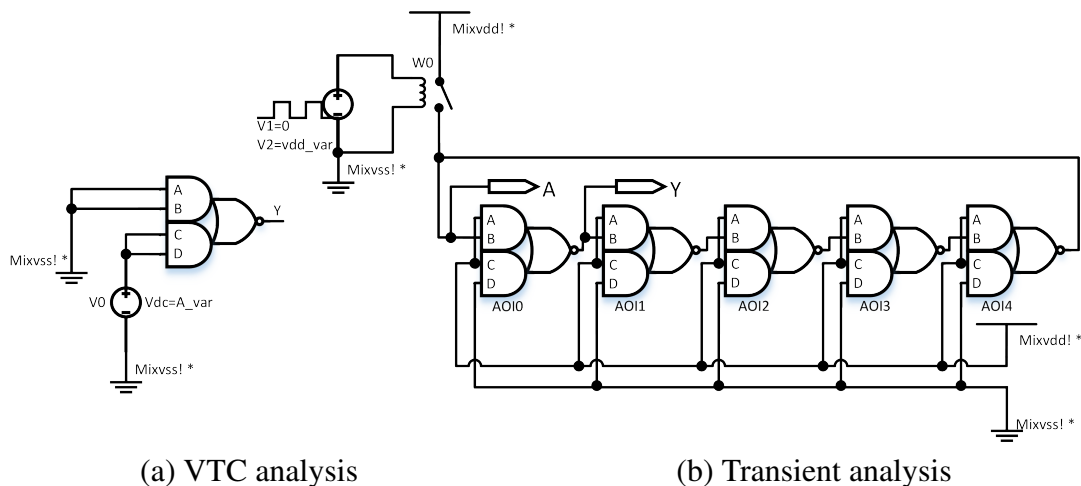 Mixvdd! *
W0
V1=0
V2=vdd_var
Mixvss! *
A
B
C
D
Y
Mixvss! *
V0
Vdc=A_var
Mixvss! *
A
Y
A
B
C
D
AOI0
A
B
C
D
AOI1
A
B
C
D
AOI2
A
B
C
D
AOI3
A
B
C
D
AOI4
Mixvdd! *
Mixvss! *
(a) VTC analysis
(b) Transient analysis